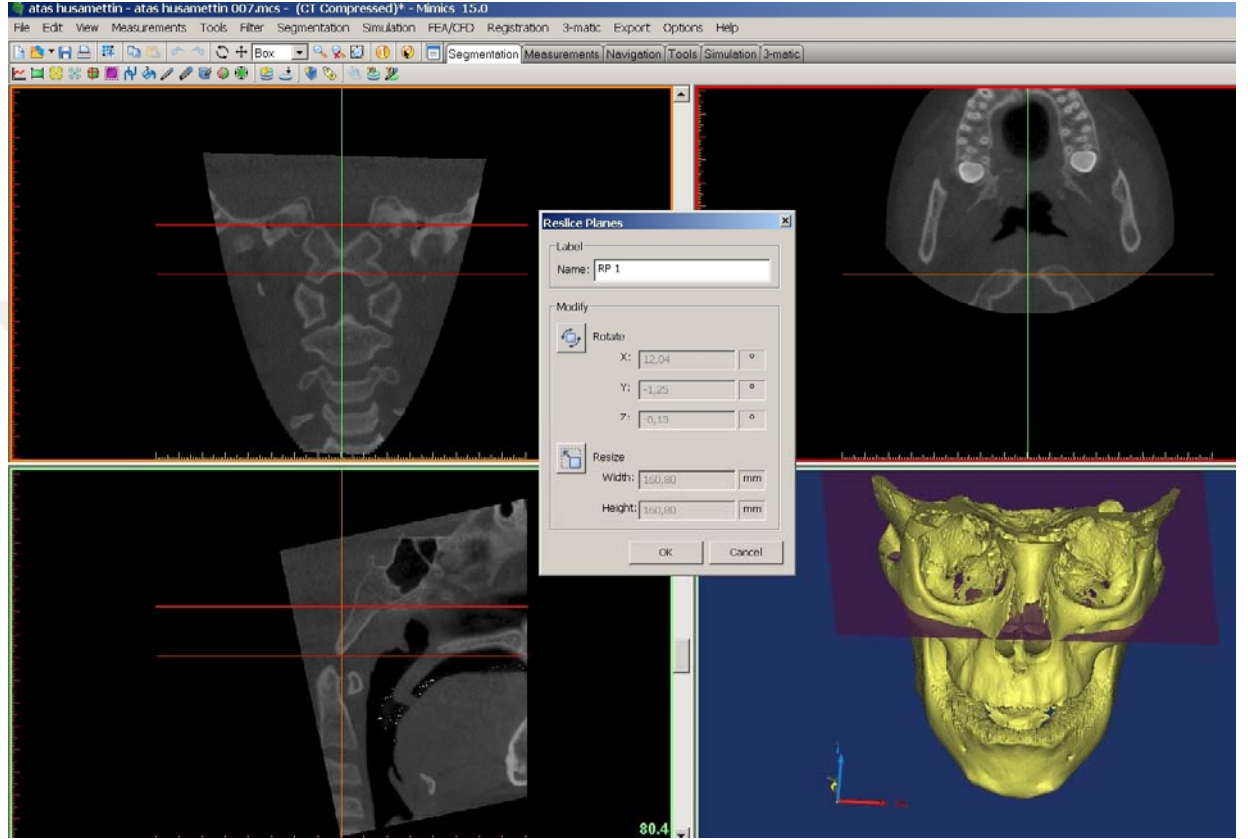 atas husamettin - atas husamettin 007.mcs - (CT Compressed)* - Mimics 15.0
File Edit View Measurements Tools Filter Segmentation Simulation FEA/CFD Registration 3-matic Export Options Help
Box Segmentation Measurements Navigation Tools Simulation 3-matic
Reslice Planes
Label
Name: RP 1
Modify
Rotate
X: 12,04 °
Y: -1,25 °
Z: -0,13 °
Resize
Width: 160,80 mm
Height: 160,80 mm
OK Cancel
80.4